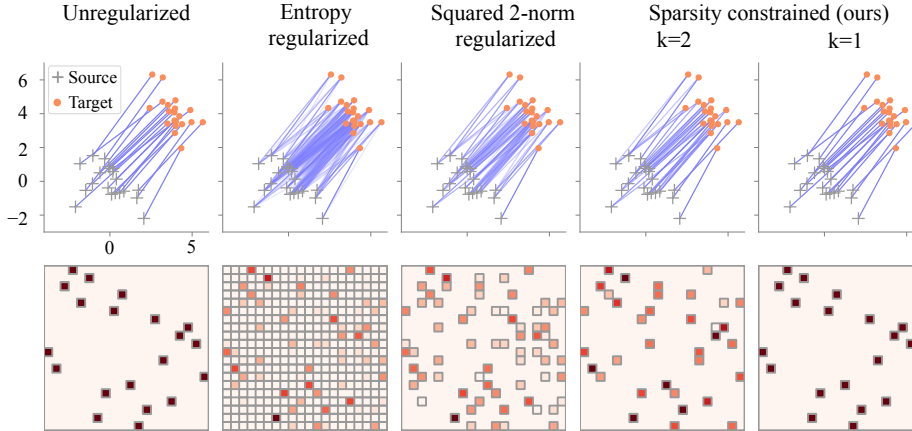 Unregularized
Entropy
regularized
Squared 2-norm
regularized
Sparsity constrained (ours)
k=2 k=1
Source
Target
6
4
2
0
−2
0 5